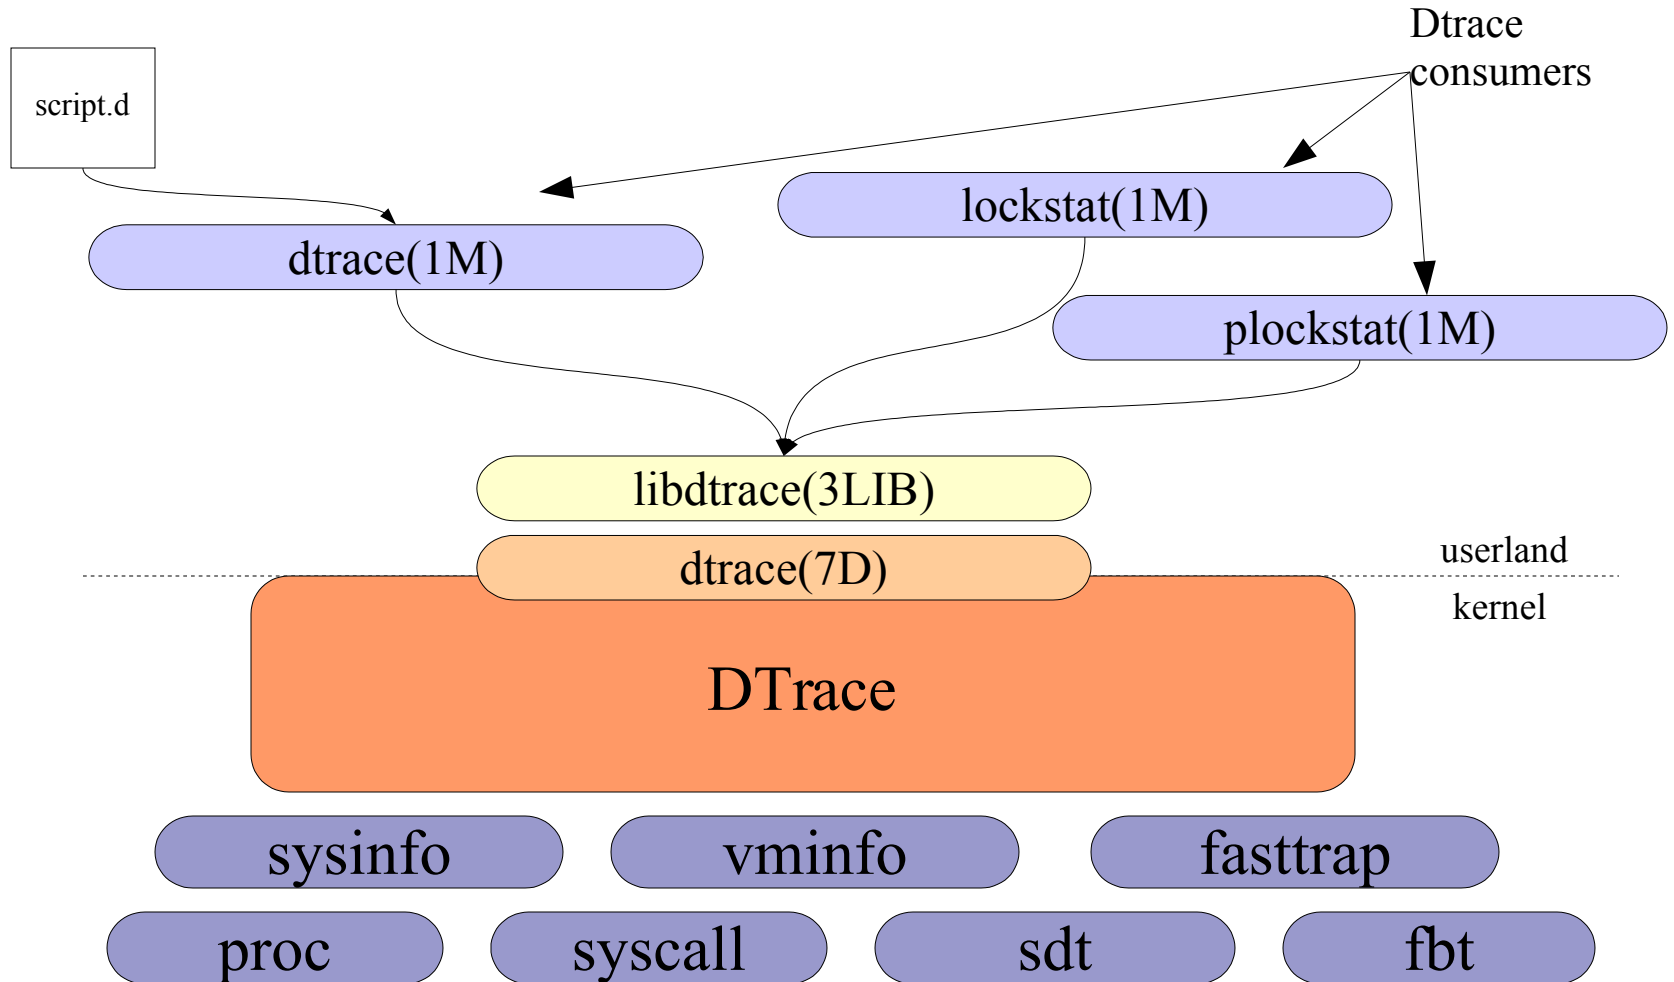 Dtrace
consumers
script.d
lockstat(1M)
dtrace(1M)
plockstat(1M)
libdtrace(3LIB)
userland
dtrace(7D)
kernel
DTrace
sysinfo
vminfo
fasttrap
proc
syscall
sdt
fbt